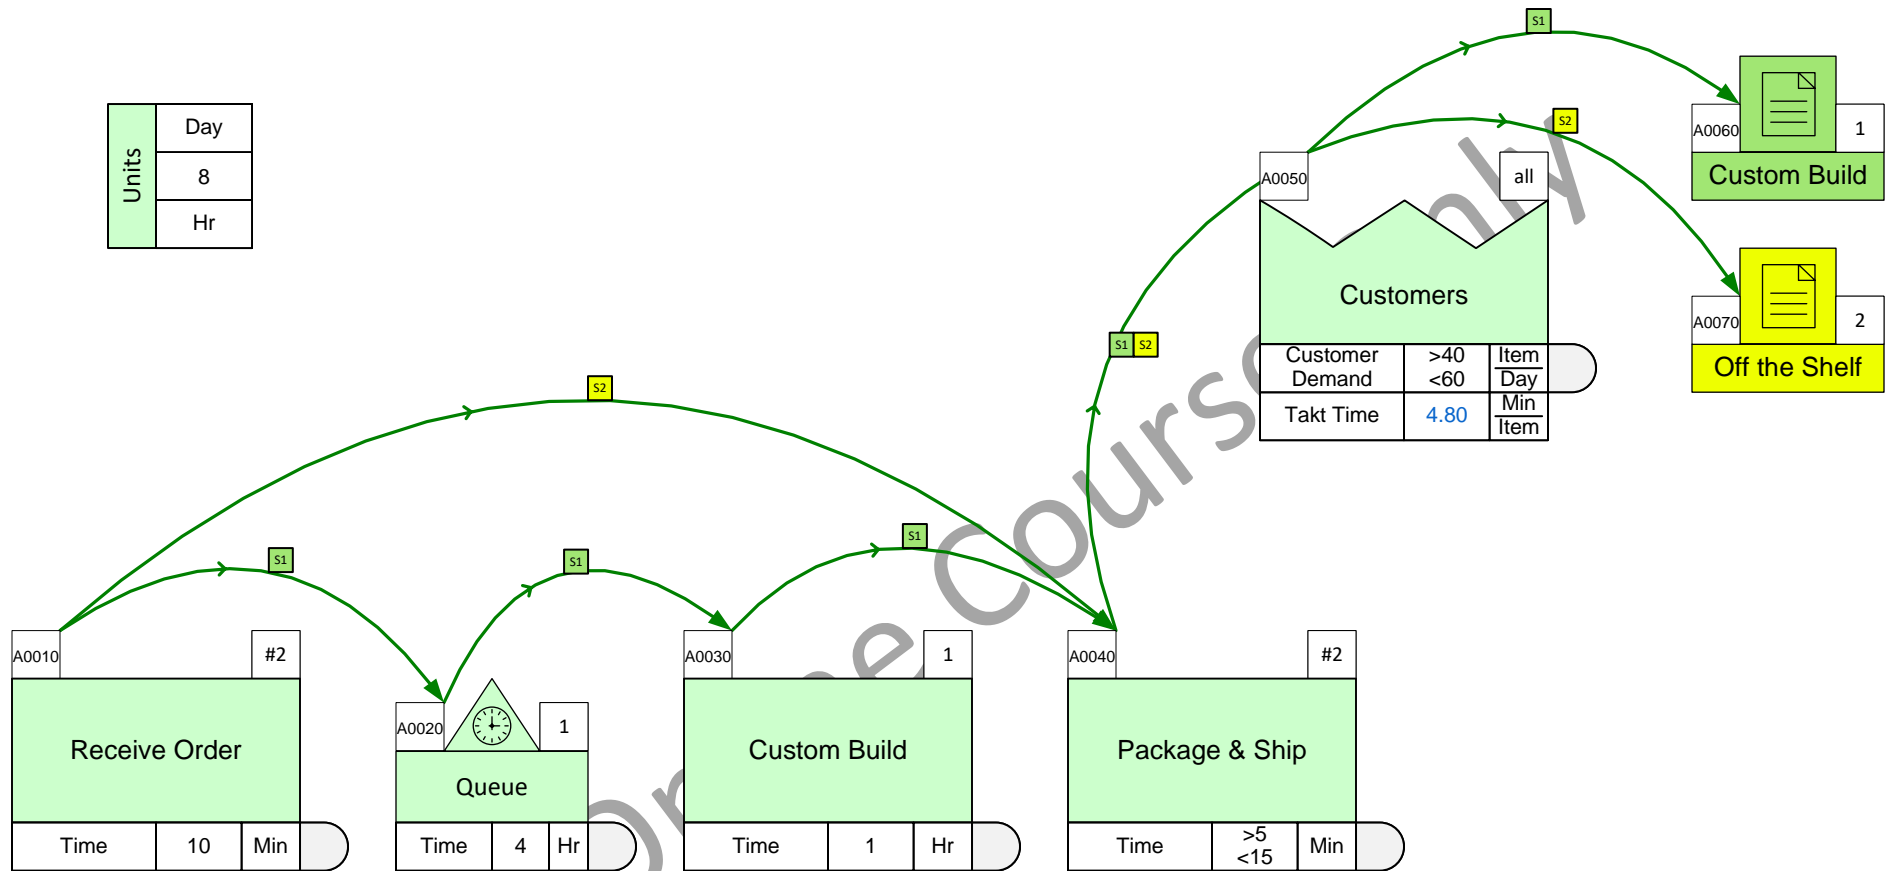 S1
A0060
1
Custom Build
S2
A0050
all
Customers
Customer
Demand
>40
<60
Item
Day
Takt Time
4.80
Min
Item
A0070
2
Off the Shelf
Units
Day
8
Hr
S1 S2
S2
S1
S1
S1
A0010
#2
Receive Order
Time
10
Min
A0020
1
Queue
Time
4
Hr
A0030
1
Custom Build
Time
1
Hr
A0040
#2
Package & Ship
Time
>5
<15
Min